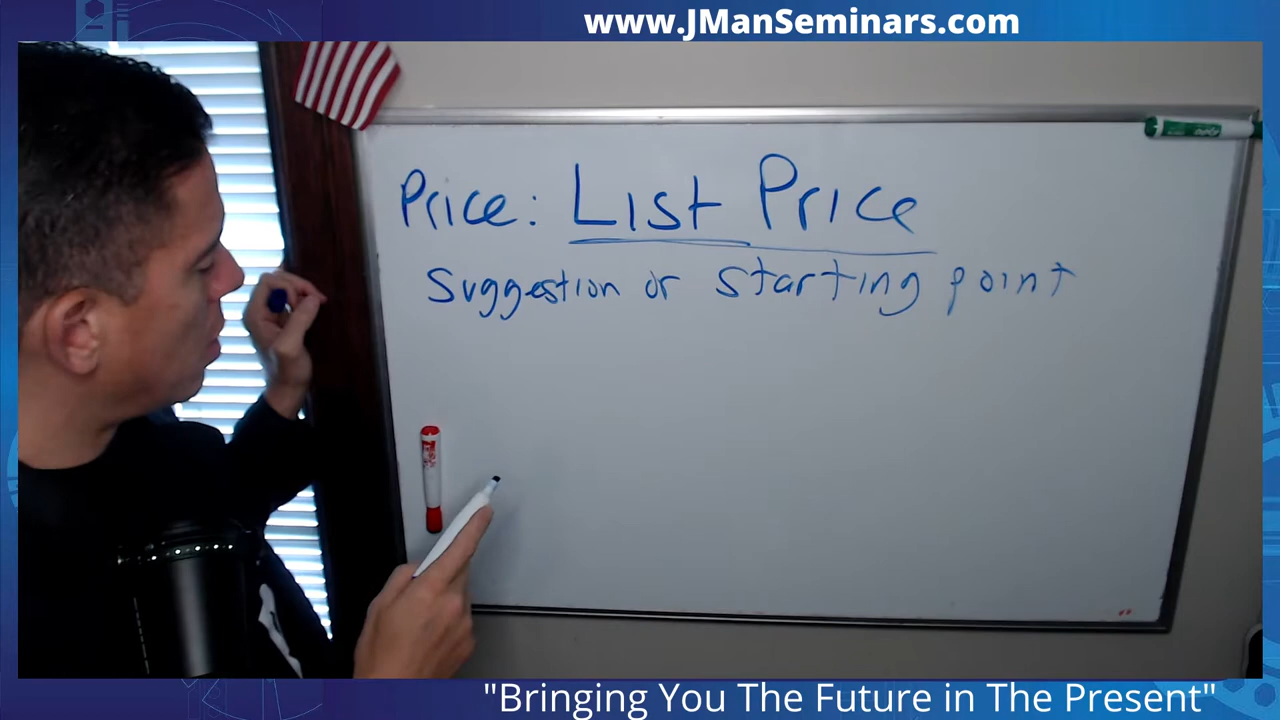 www.JManSeminars.com
Price: List Price
Suggestion or starting point
"Bringing You The Future in The Present"